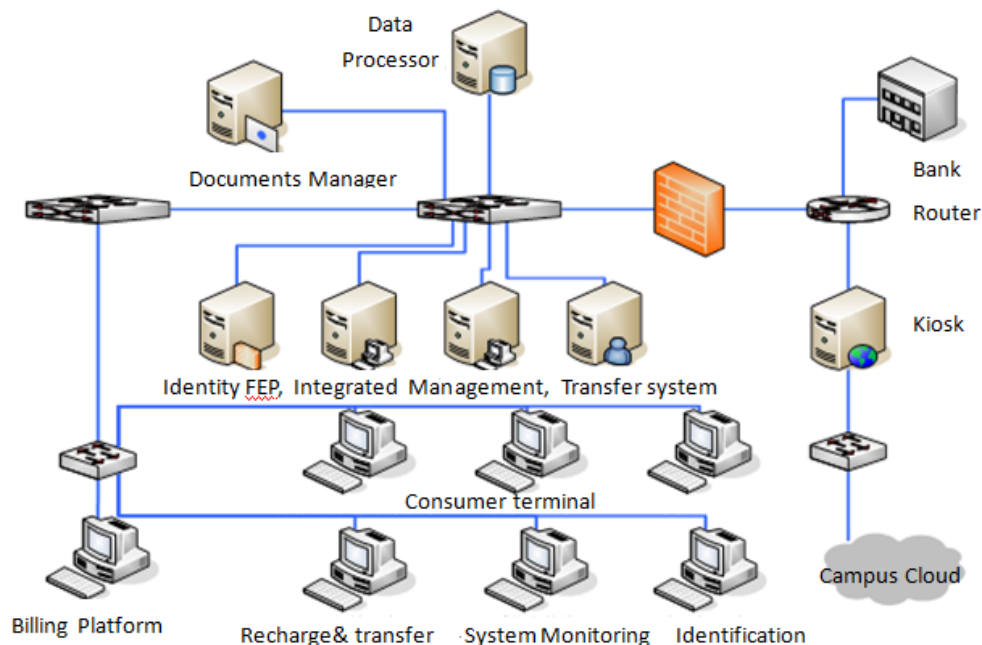 Data
Processor
Documents Manager
Bank
Router
Kiosk
Identity FEP, Integrated Management, Transfer system
Consumer terminal
Campus Cloud
Billing Platform
Recharge& transfer
System Monitoring
Identification